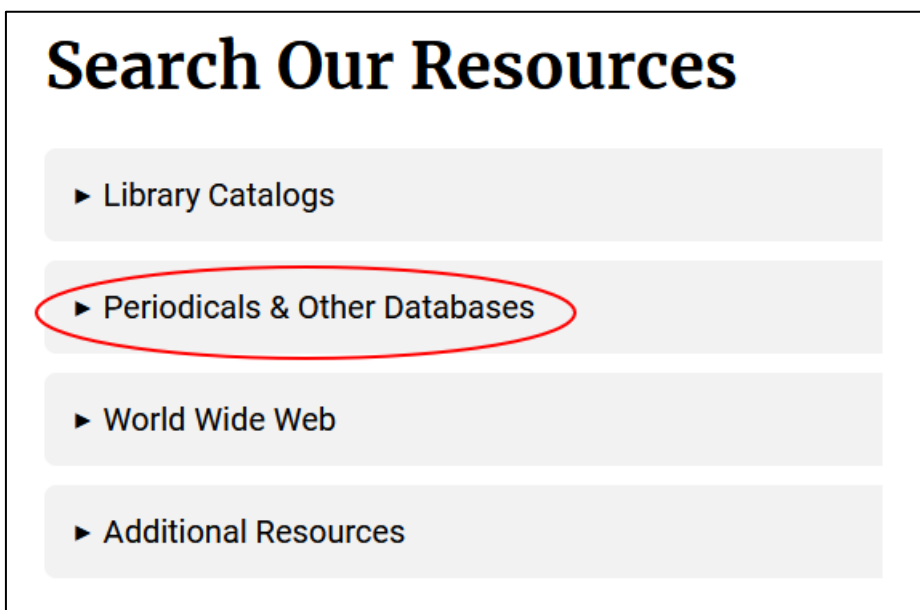 Search Our Resources
► Library Catalogs
► Periodicals & Other Databases
► World Wide Web
► Additional Resources